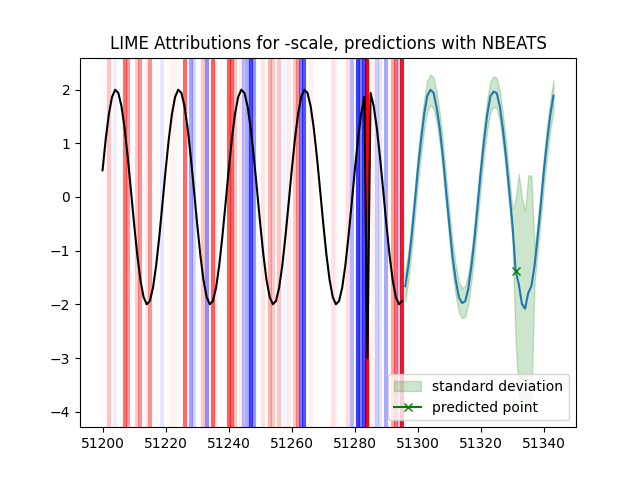 LIME Attributions for -scale, predictions with NBEATS
2
1
0
−1
−2
−3
−4
51200 51220 51240 51260 51280 51300 51320 51340
standard deviation
predicted point